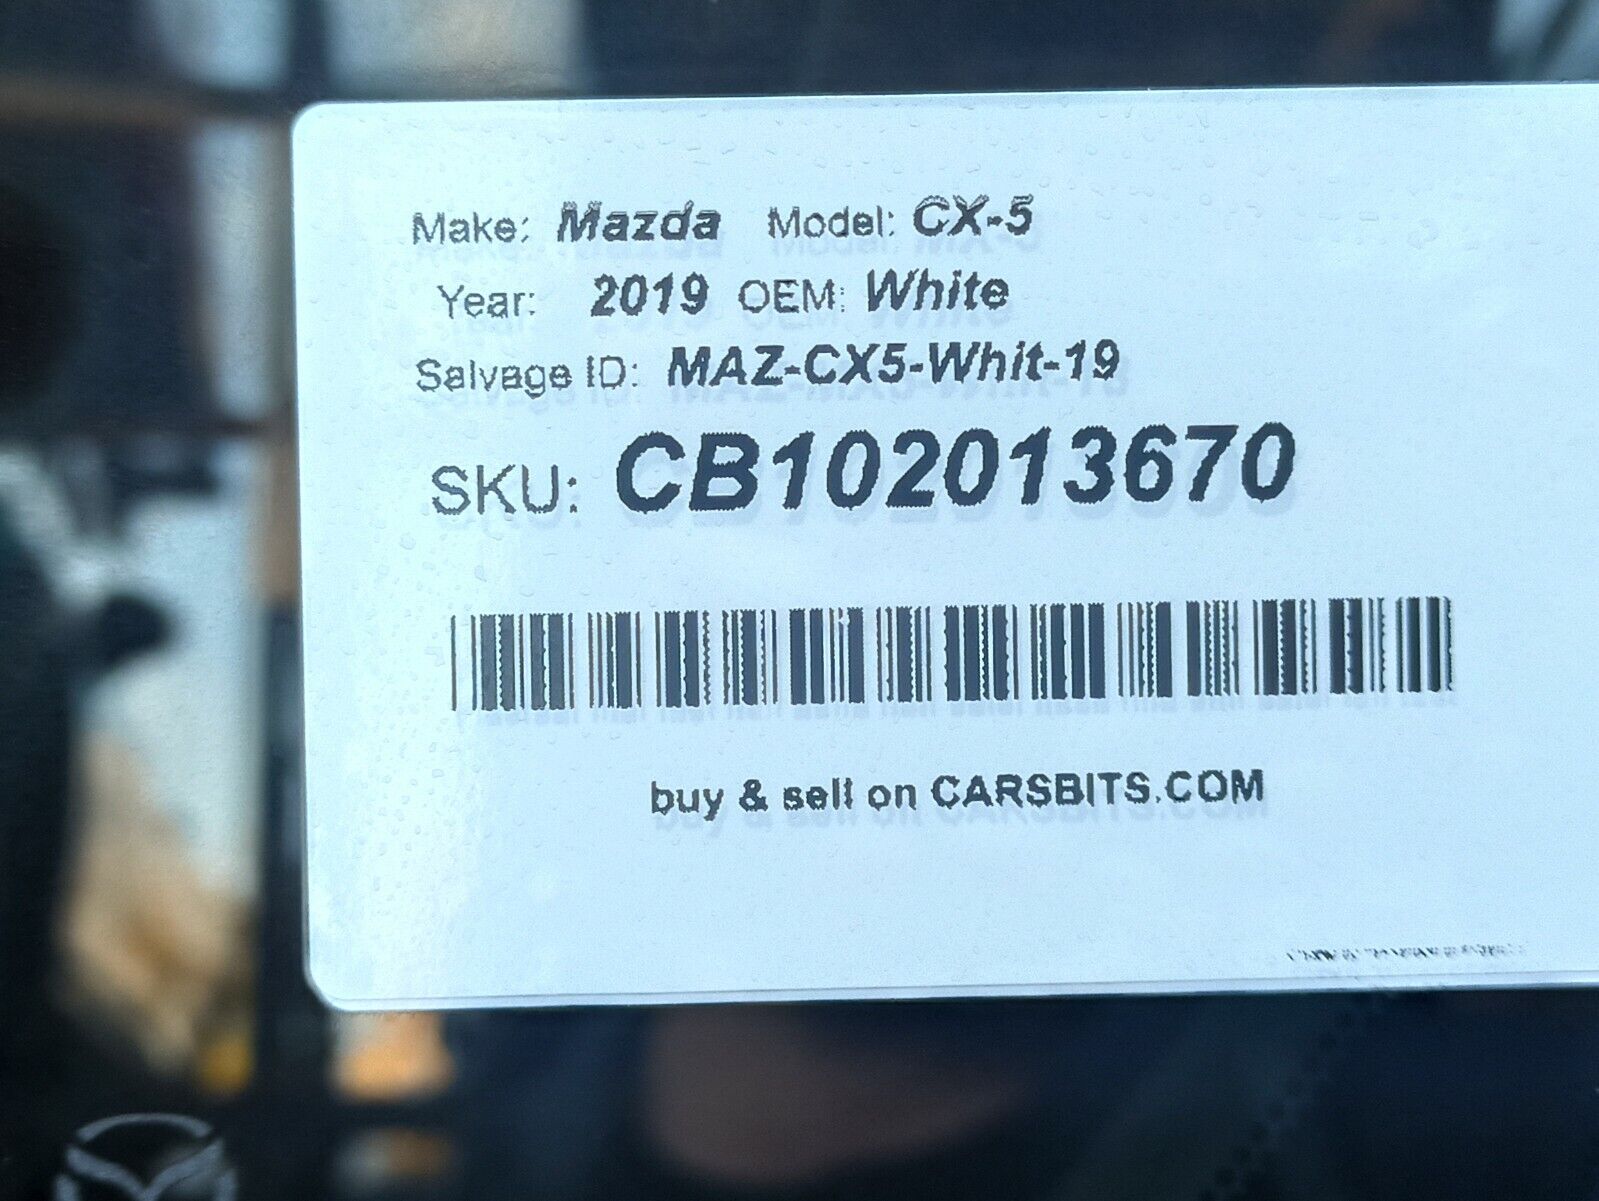 Make: Mazda Model: CX-5
Year: 2019 OEM: White
Salvage ID: MAZ-CX5-Whit-19
SKU: CB102013670
buy & sell on CARSBITS.COM